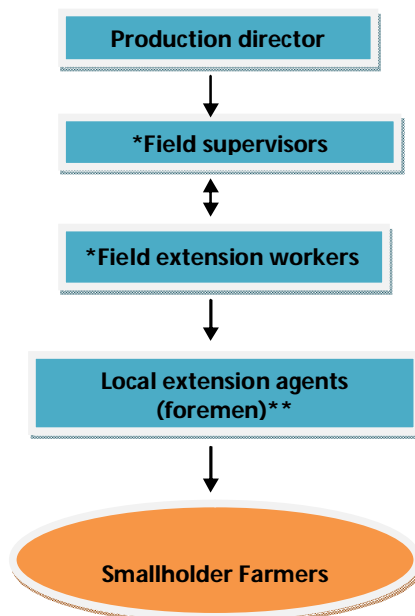 Production director
*Field supervisors
*Field extension workers
Local extension agents
(foremen)**
Smallholder Farmers